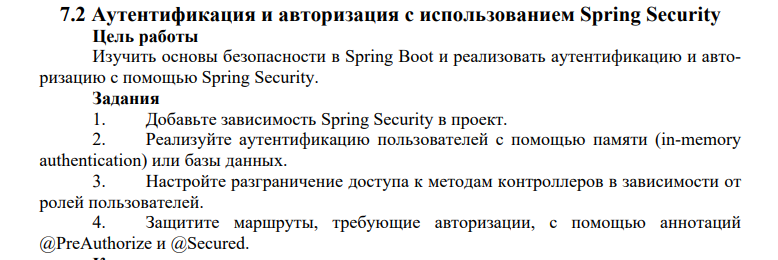 7.2 Аутентификация и авторизация с использованием Spring Security
Цель работы
Изучить основы безопасности в Spring Boot и реализовать аутентификацию и авто-
ризацию с помощью Spring Security.
Задания
1. Добавьте зависимость Spring Security в проект.
2. Реализуйте аутентификацию пользователей с помощью памяти (in-memory
authentication) или базы данных.
3. Настройте разграничение доступа к методам контроллеров в зависимости от
ролей пользователей.
4. Защитите маршруты, требующие авторизации, с помощью аннотаций
@PreAuthorize и @Secured.